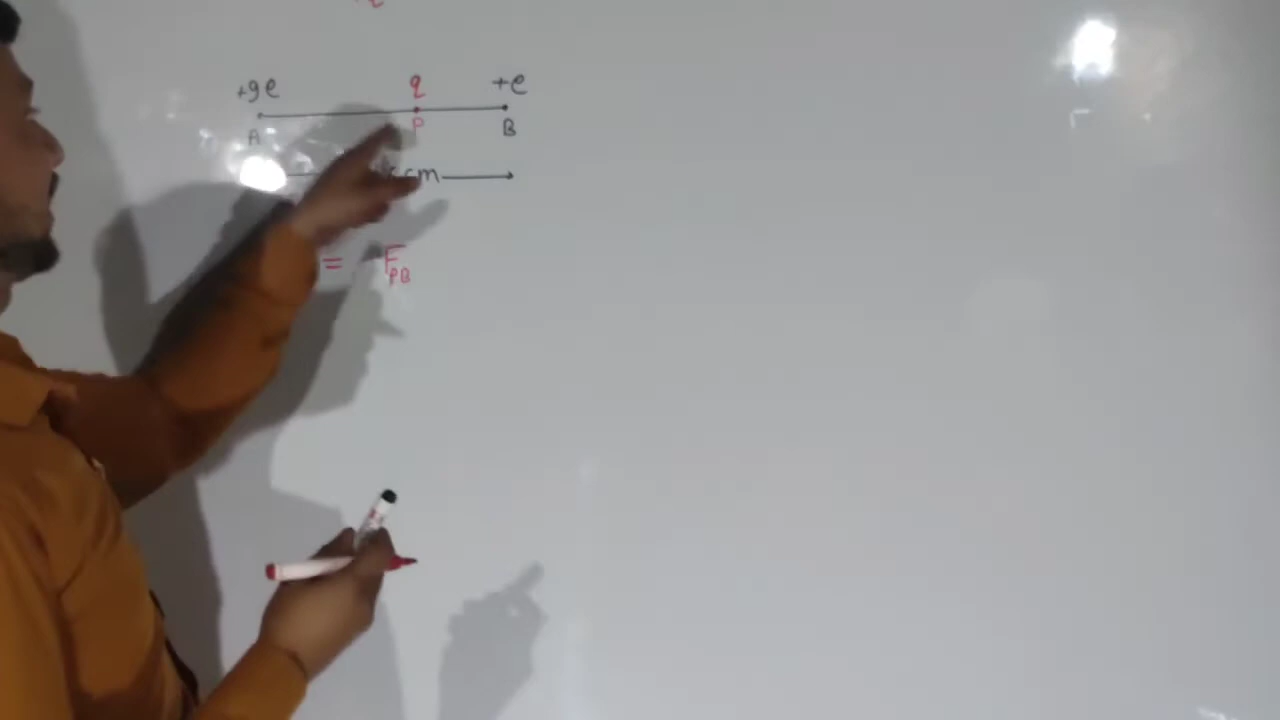 q
+9e q +e
A P B
cm
= F_PB